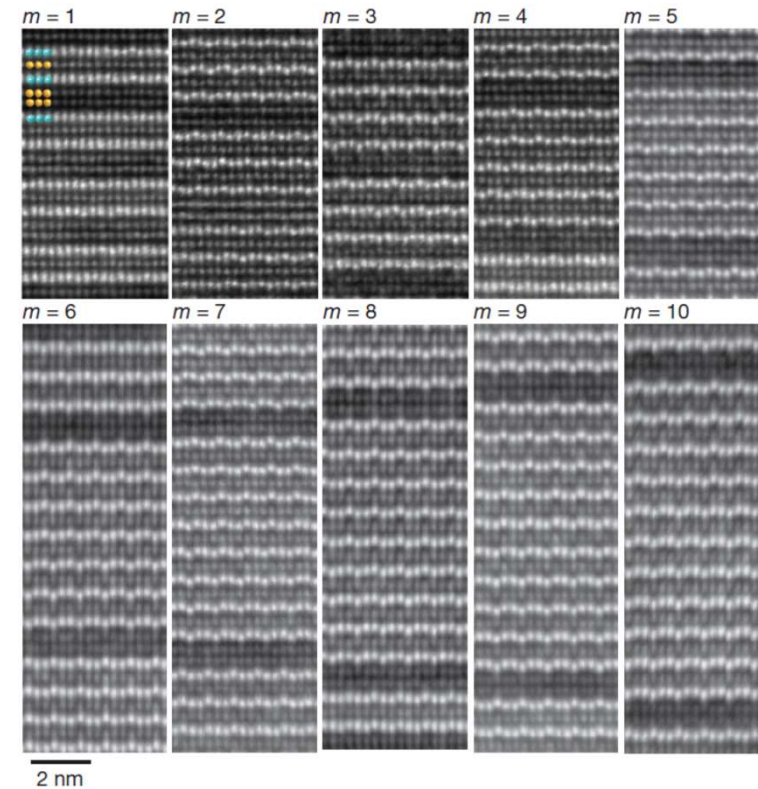 m = 1
m = 2
m = 3
m = 4
m = 5
m = 6
m = 7
m = 8
m = 9
m = 10
2 nm